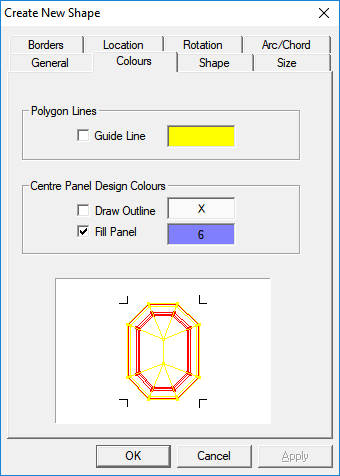 Create New Shape
Borders Location Rotation Arc/Chord
General Colours Shape Size
Polygon Lines
Guide Line
Centre Panel Design Colours
Draw Outline X
Fill Panel 6
OK Cancel Apply